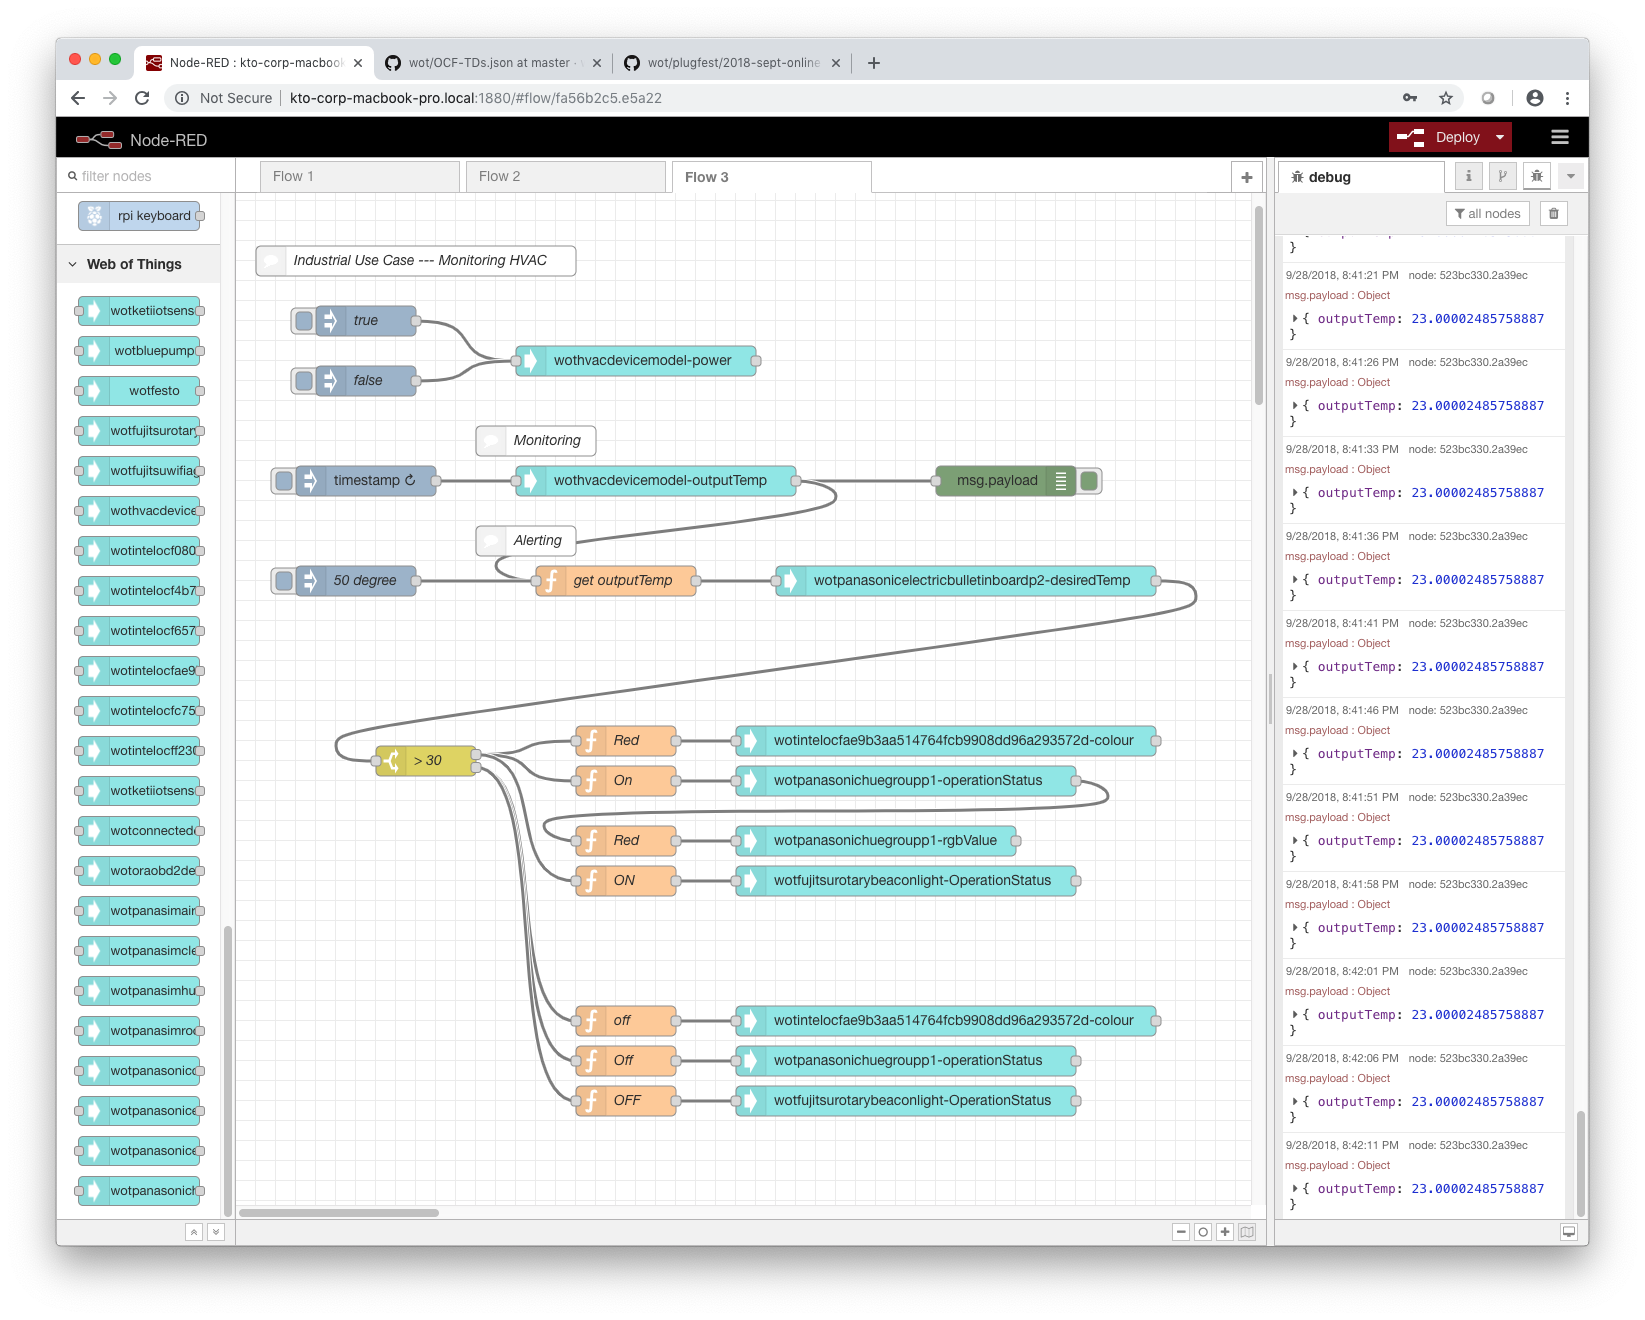 Node-RED : kto-corp-macbook
wot/OCF-TDs.json at master ·
wot/plugfest/2018-sept-online
Not Secure | kto-corp-macbook-pro.local:1880/#flow/fa56b2c5.e5a22
Node-RED
Deploy
filter nodes
Flow 1
Flow 2
Flow 3
debug
all nodes
rpi keyboard
Web of Things
wotketiiotsens
wotbluepump
wotfesto
wotfujitsurotary
wotfujitsuwifiag
wothvacdevice
wotintelocf080
wotintelocf4b7
wotintelocf657
wotintelocfae9
wotintelocfc75
wotintelocff230
wotketiiotsens
wotconnectede
wotoraobd2de
wotpanasimair
wotpanasimcle
wotpanasimhu
wotpanasimroo
wotpanasonicc
wotpanasonice
wotpanasonice
wotpanasonich
Industrial Use Case --- Monitoring HVAC
true
false
wothvacdevicemodel-power
Monitoring
timestamp ↻
wothvacdevicemodel-outputTemp
msg.payload
Alerting
50 degree
get outputTemp
wotpanasonicelectricbulletinboardp2-desiredTemp
> 30
Red
wotintelocfae9b3aa514764fcb9908dd96a293572d-colour
On
wotpanasonichuegroupp1-operationStatus
Red
wotpanasonichuegroupp1-rgbValue
ON
wotfujitsurotarybeaconlight-OperationStatus
off
wotintelocfae9b3aa514764fcb9908dd96a293572d-colour
Off
wotpanasonichuegroupp1-operationStatus
OFF
wotfujitsurotarybeaconlight-OperationStatus
}
9/28/2018, 8:41:21 PM node: 523bc330.2a39ec
msg.payload : Object
{ outputTemp: 23.00002485758887
}
9/28/2018, 8:41:26 PM node: 523bc330.2a39ec
msg.payload : Object
{ outputTemp: 23.00002485758887
}
9/28/2018, 8:41:33 PM node: 523bc330.2a39ec
msg.payload : Object
{ outputTemp: 23.00002485758887
}
9/28/2018, 8:41:36 PM node: 523bc330.2a39ec
msg.payload : Object
{ outputTemp: 23.00002485758887
}
9/28/2018, 8:41:41 PM node: 523bc330.2a39ec
msg.payload : Object
{ outputTemp: 23.00002485758887
}
9/28/2018, 8:41:46 PM node: 523bc330.2a39ec
msg.payload : Object
{ outputTemp: 23.00002485758887
}
9/28/2018, 8:41:51 PM node: 523bc330.2a39ec
msg.payload : Object
{ outputTemp: 23.00002485758887
}
9/28/2018, 8:41:58 PM node: 523bc330.2a39ec
msg.payload : Object
{ outputTemp: 23.00002485758887
}
9/28/2018, 8:42:01 PM node: 523bc330.2a39ec
msg.payload : Object
{ outputTemp: 23.00002485758887
}
9/28/2018, 8:42:06 PM node: 523bc330.2a39ec
msg.payload : Object
{ outputTemp: 23.00002485758887
}
9/28/2018, 8:42:11 PM node: 523bc330.2a39ec
msg.payload : Object
{ outputTemp: 23.00002485758887
}